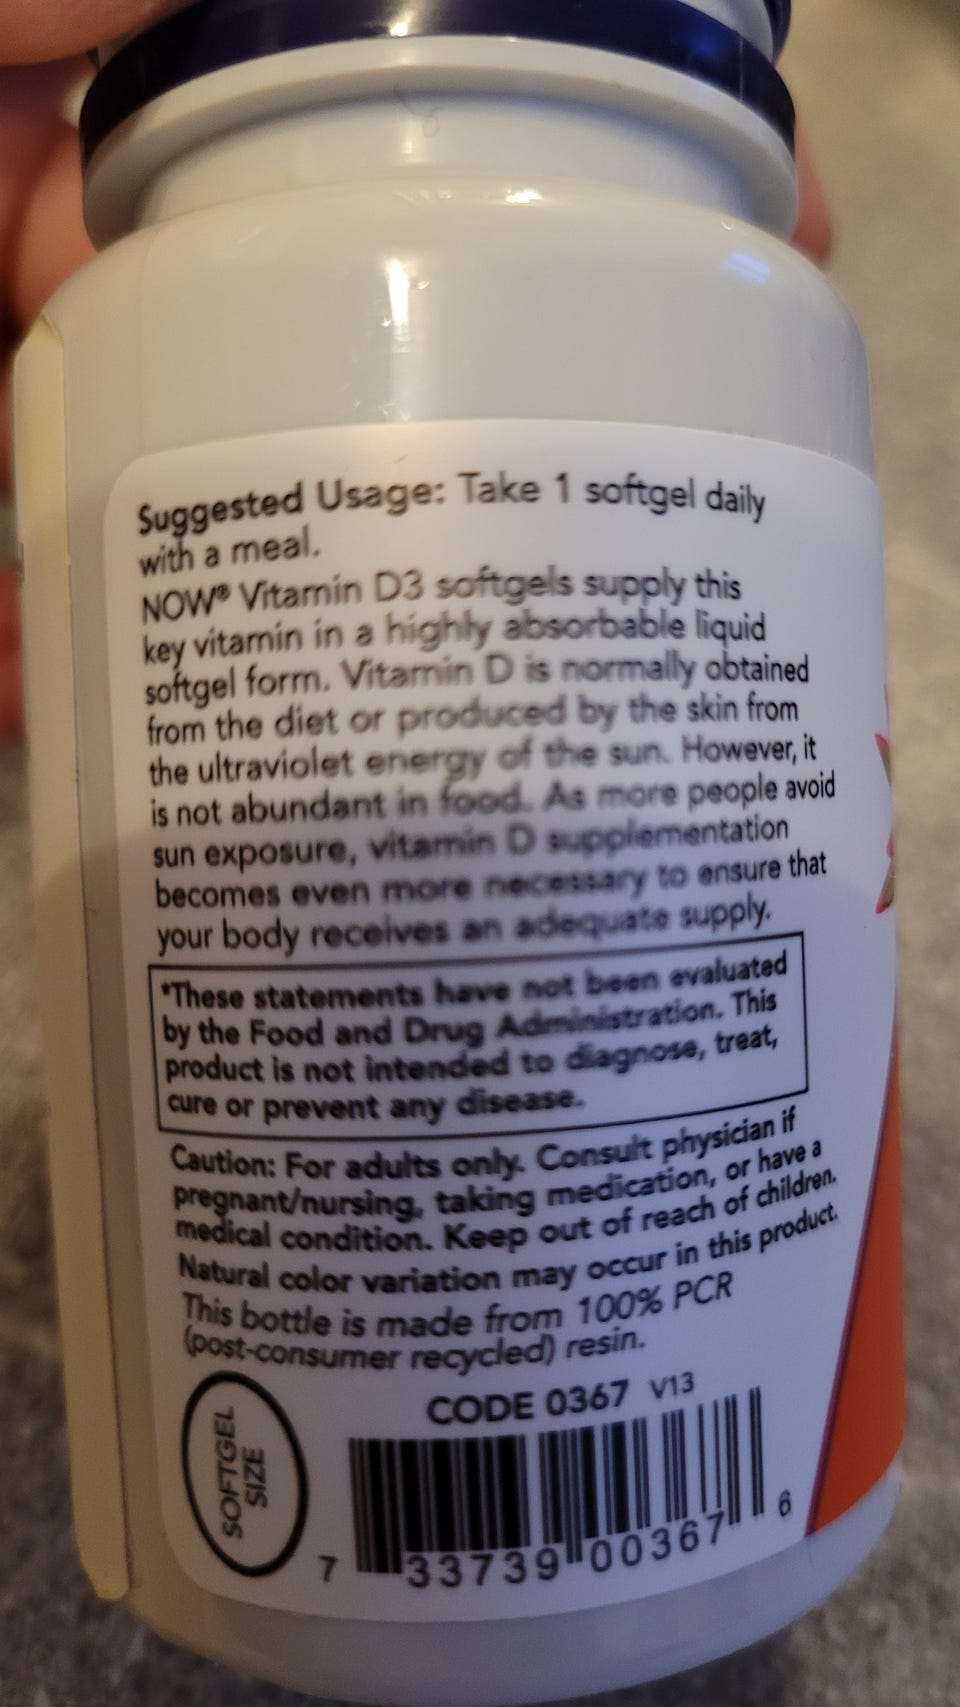 Suggested Usage: Take 1 softgel daily
with a meal.
NOW® Vitamin D3 softgels supply this
key vitamin in a highly absorbable liquid
softgel form. Vitamin D is normally obtained
from the diet or produced by the skin from
the ultraviolet energy of the sun. However, it
is not abundant in food. As more people avoid
sun exposure, vitamin D supplementation
becomes even more necessary to ensure that
your body receives an adequate supply.
*These statements have not been evaluated
by the Food and Drug Administration. This
product is not intended to diagnose, treat,
cure or prevent any disease.
Caution: For adults only. Consult physician if
pregnant/nursing, taking medication, or have a
medical condition. Keep out of reach of children.
Natural color variation may occur in this product.
This bottle is made from 100% PCR
(post-consumer recycled) resin.
CODE 0367 V13
SOFTGEL
SIZE
7 33739 00367 6